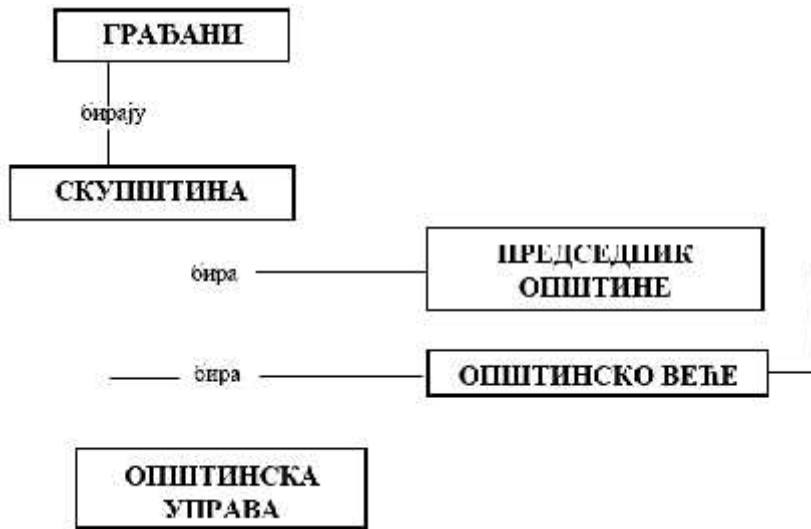 ГРАЂАНИ
бирају
СКУПШТИНА
бира
ПРЕДСЕДНИК
ОПШТИНЕ
бира
ОПШТИНСКО ВЕЋЕ
ОПШТИНСКА
УПРАВА